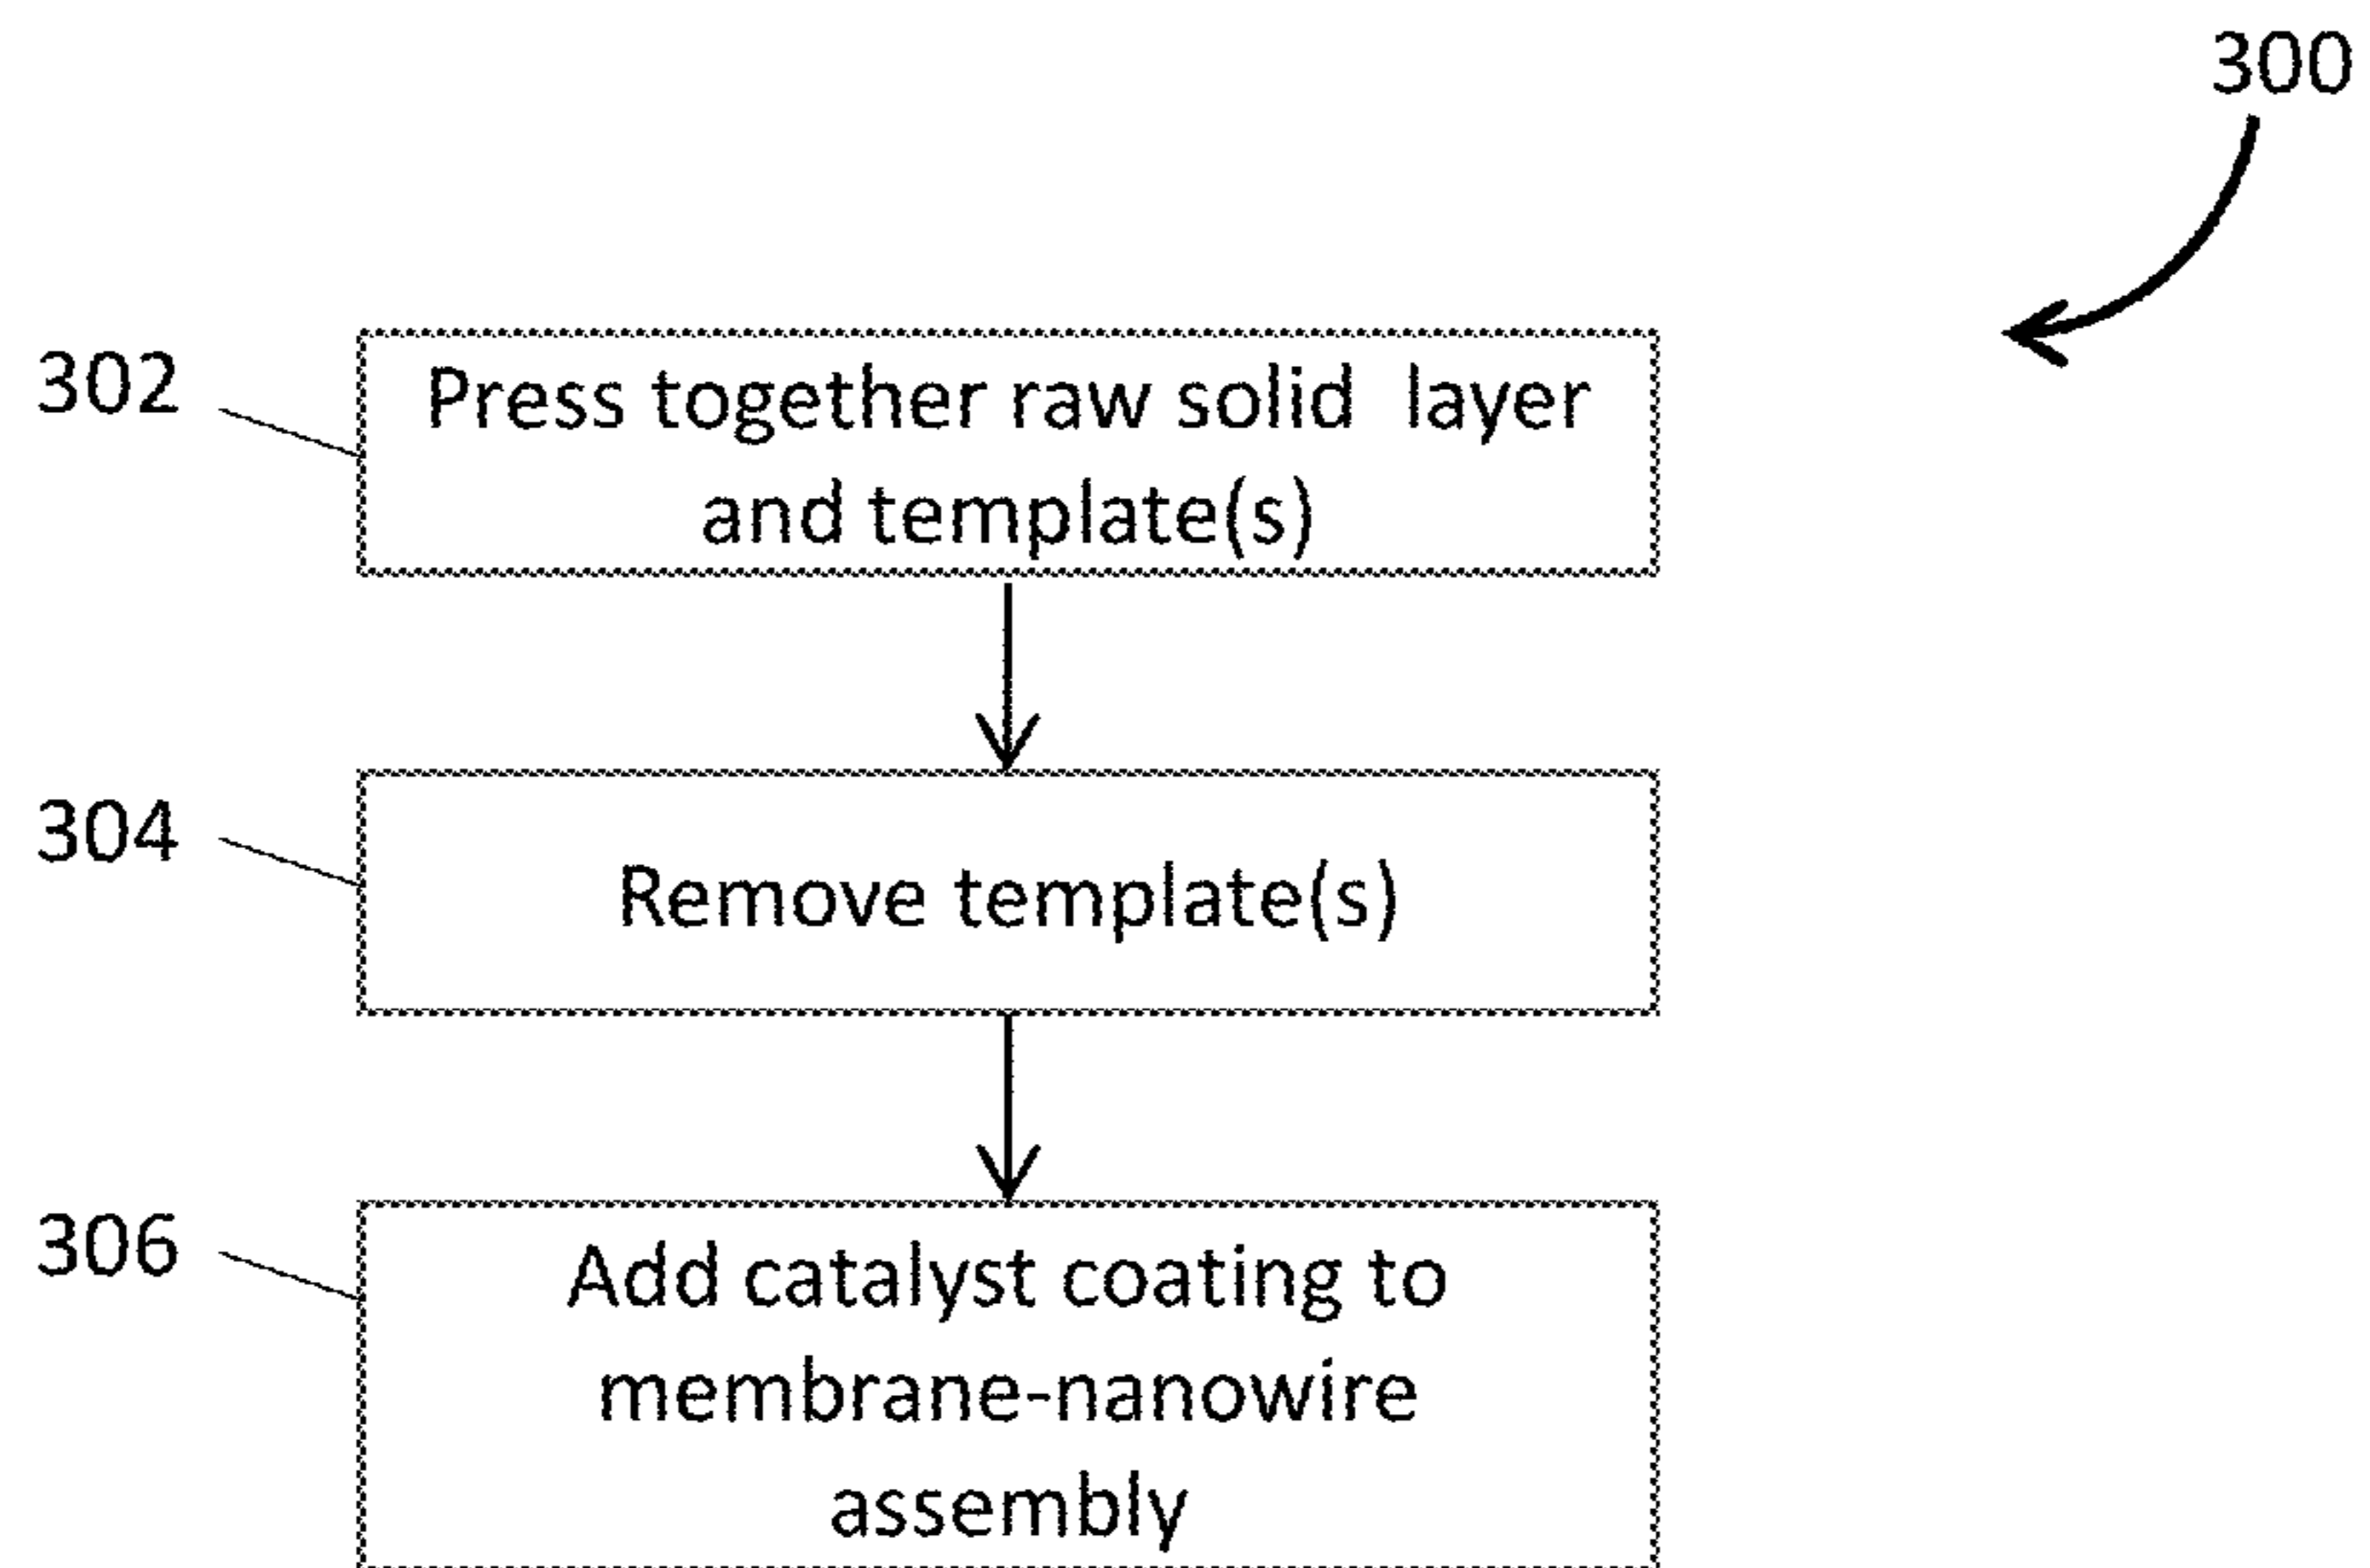 300
302
Press together raw solid layer
and template(s)
304
Remove template(s)
306
Add catalyst coating to
membrane-nanowire
assembly